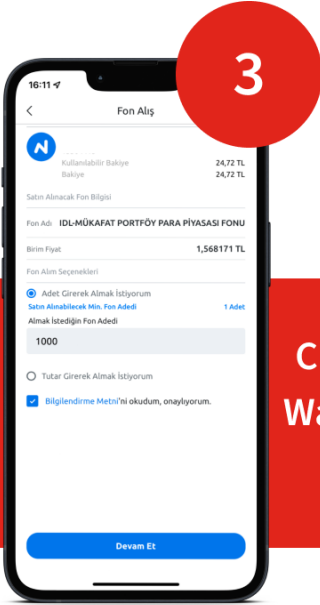 3
16:11
Fon Alış
N
Kullanılabilir Bakiye 24,72 TL
Bakiye 24,72 TL
Satın Alınacak Fon Bilgisi
Fon Adı IDL-MÜKAFAT PORTFÖY PARA PİYASASI FONU
Birim Fiyat 1,568171 TL
Fon Alım Seçenekleri
Adet Girerek Almak İstiyorum
Satın Alınabilecek Min. Fon Adedi 1 Adet
Almak İstediğin Fon Adedi
1000
Tutar Girerek Almak İstiyorum
Bilgilendirme Metni'ni okudum, onaylıyorum.
Devam Et
C
Wa